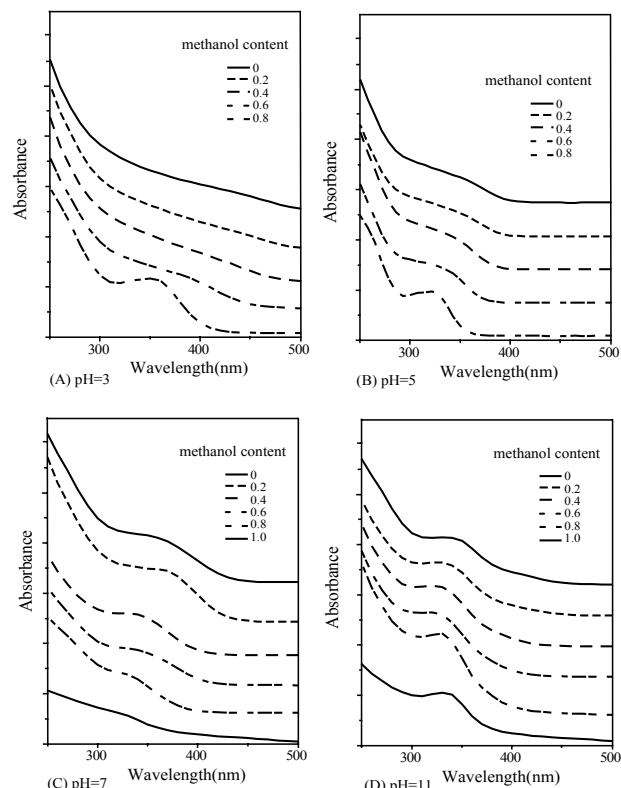 methanol content
0
0.2
0.4
0.6
0.8
Absorbance
300 400 500
Wavelength(nm)
(A) pH=3
methanol content
0
0.2
0.4
0.6
0.8
Absorbance
300 400 500
Wavelength(nm)
(B) pH=5
methanol content
0
0.2
0.4
0.6
0.8
1.0
Absorbance
300 400 500
Wavelength(nm)
(C) pH=7
methanol content
0
0.2
0.4
0.6
0.8
1.0
Absorbance
300 400 500
Wavelength(nm)
(D) pH=11